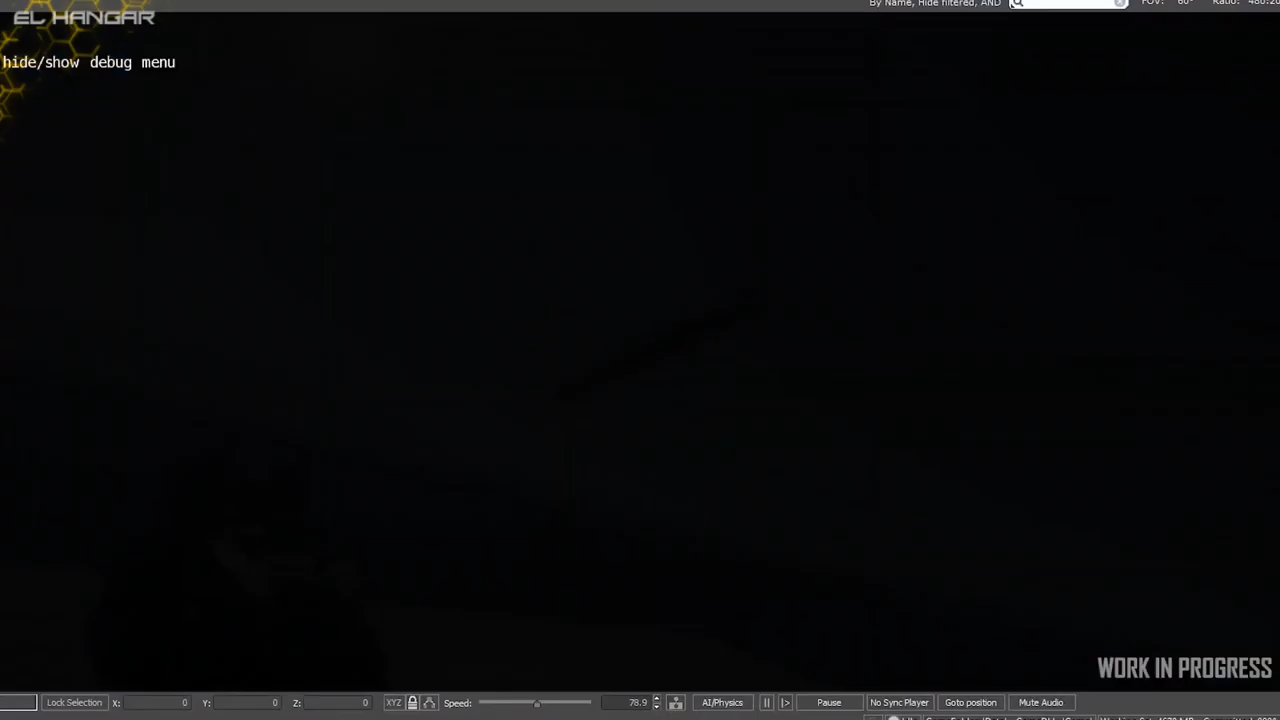 By Name, Hide filtered, AND FOV: 60° Ratio:
EL HANGAR
hide/show debug menu
WORK IN PROGRESS
Lock Selection X: 0 Y: 0 Z: 0 XYZ Speed: 78.9 AI/Physics Pause No Sync Player Goto position Mute Audio